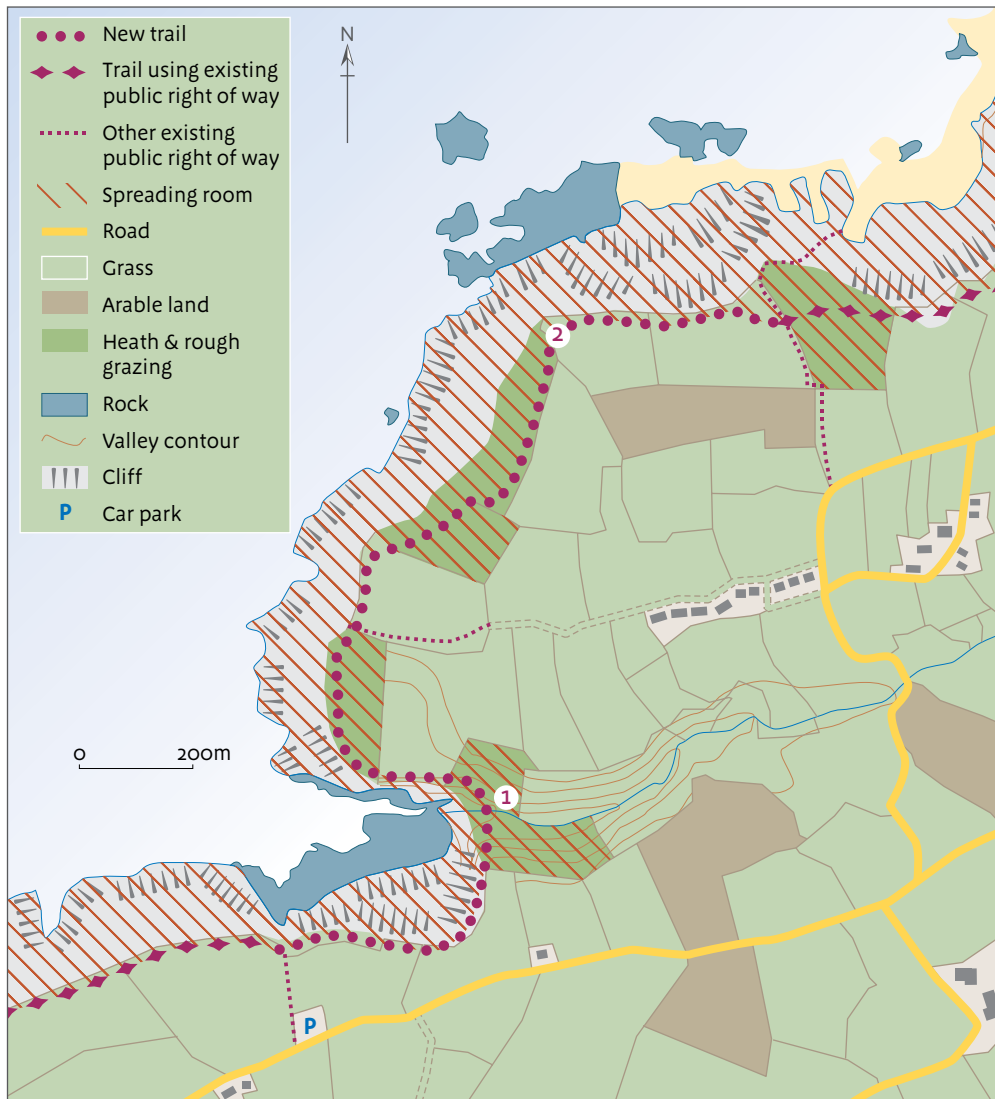 New trail
Trail using existing
public right of way
Other existing
public right of way
Spreading room
Road
Grass
Arable land
Heath & rough
grazing
Rock
Valley contour
Cliff
P Car park
N
2
0 200m
1
P